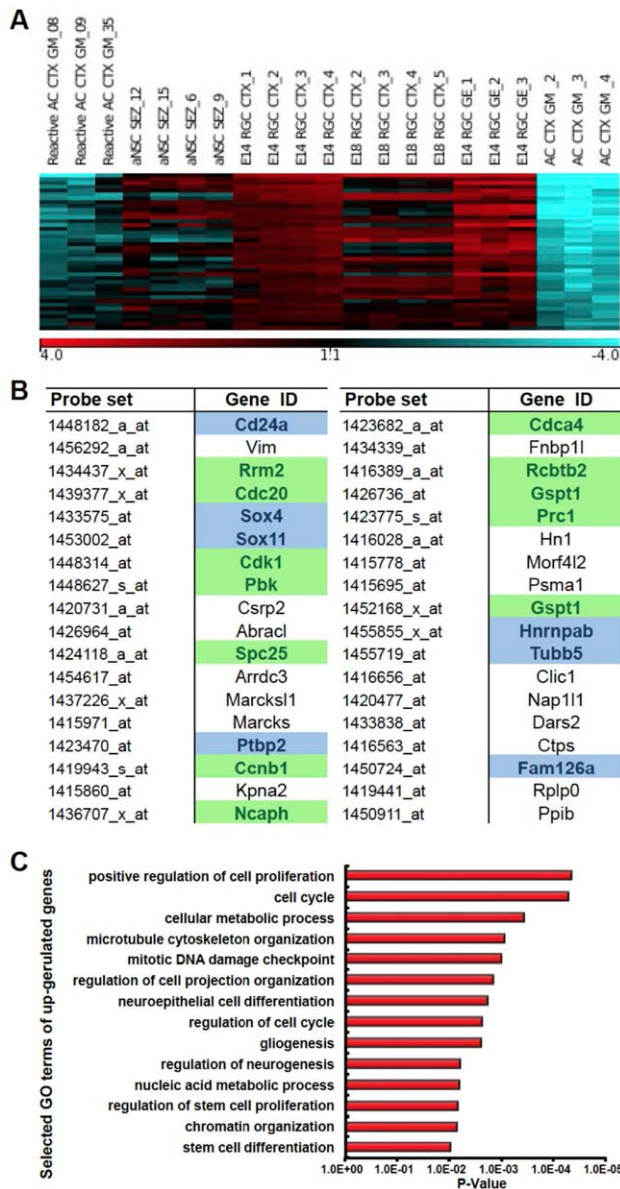 A
Reactive AC CTX GM_08
Reactive AC CTX GM_09
Reactive AC CTX GM_35
aNSC SEZ_12
aNSC SEZ_15
aNSC SEZ_6
aNSC SEZ_9
E14 RGC CTX_1
E14 RGC CTX_2
E14 RGC CTX_3
E14 RGC CTX_4
E18 RGC CTX_2
E18 RGC CTX_3
E18 RGC CTX_4
E18 RGC CTX_5
E14 RGC GE_1
E14 RGC GE_2
E14 RGC GE_3
AC CTX GM _2
AC CTX GM _3
AC CTX GM _4
4.0 1:1 -4.0
B
Probe set Gene ID Probe set Gene ID
1448182_a_at Cd24a 1423682_a_at Cdca4
1456292_a_at Vim 1434339_at Fnbp1l
1434437_x_at Rrm2 1416389_a_at Rcbtb2
1439377_x_at Cdc20 1426736_at Gspt1
1433575_at Sox4 1423775_s_at Prc1
1453002_at Sox11 1416028_a_at Hn1
1448314_at Cdk1 1415778_at Morf4l2
1448627_s_at Pbk 1415695_at Psma1
1420731_a_at Csrp2 1452168_x_at Gspt1
1426964_at Abracl 1455855_x_at Hnrnpab
1424118_a_at Spc25 1455719_at Tubb5
1454617_at Arrdc3 1416656_at Clic1
1437226_x_at Marcksl1 1420477_at Nap1l1
1415971_at Marcks 1433838_at Dars2
1423470_at Ptbp2 1416563_at Ctps
1419943_s_at Ccnb1 1450724_at Fam126a
1415860_at Kpna2 1419441_at Rplp0
1436707_x_at Ncaph 1450911_at Ppib
C
Selected GO terms of up-gerulated genes
positive regulation of cell proliferation
cell cycle
cellular metabolic process
microtubule cytoskeleton organization
mitotic DNA damage checkpoint
regulation of cell projection organization
neuroepithelial cell differentiation
regulation of cell cycle
gliogenesis
regulation of neurogenesis
nucleic acid metabolic process
regulation of stem cell proliferation
chromatin organization
stem cell differentiation
1.0E+00 1.0E-01 1.0E-02 1.0E-03 1.0E-04 1.0E-05
P-Value